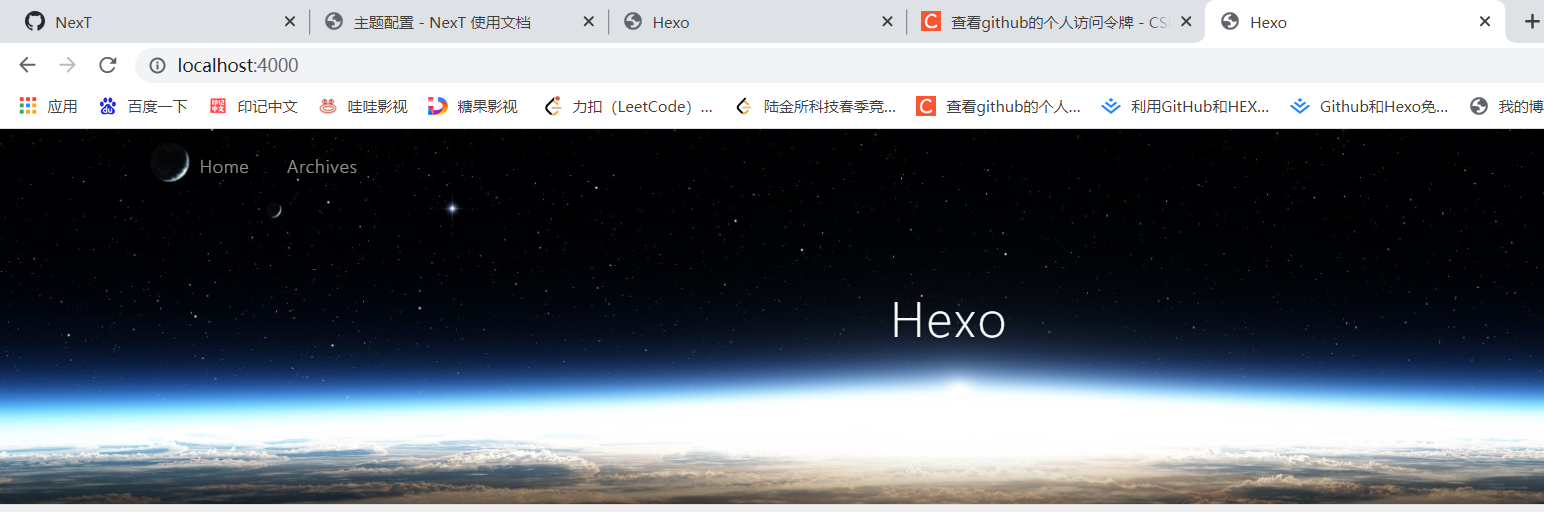 NexT 主题配置 - NexT 使用文档 Hexo 查看github的个人访问令牌 - CS Hexo
localhost:4000
应用 百度一下 印记中文 哇哇影视 糖果影视 力扣（LeetCode）... 陆金所科技春季竞... 查看github的个人... 利用GitHub和HEX... Github和Hexo免... 我的博
Home Archives
Hexo